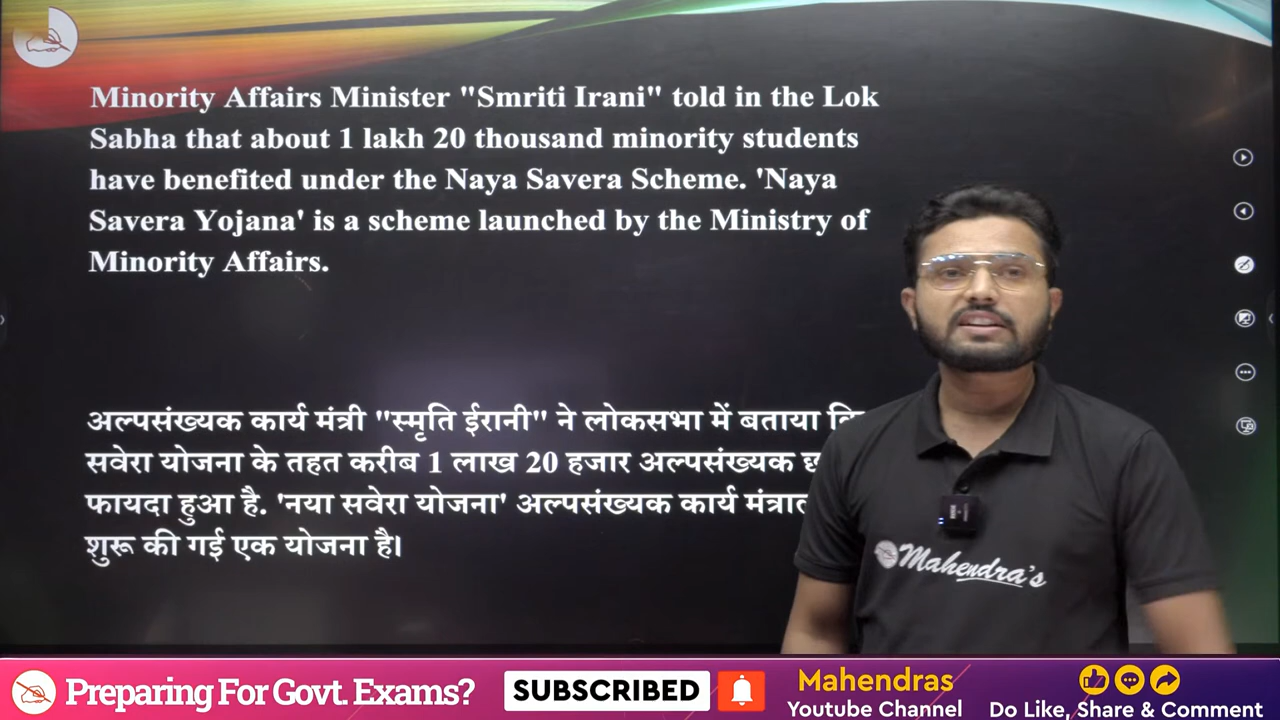 Minority Affairs Minister "Smriti Irani" told in the Lok
Sabha that about 1 lakh 20 thousand minority students
have benefited under the Naya Savera Scheme. 'Naya
Savera Yojana' is a scheme launched by the Ministry of
Minority Affairs.
अल्पसंख्यक कार्य मंत्री "स्मृति ईरानी" ने लोकसभा में बताया
सवेरा योजना के तहत करीब 1 लाख 20 हजार अल्पसंख्यक
फायदा हुआ है. 'नया सवेरा योजना' अल्पसंख्यक कार्य
शुरू की गई एक योजना है।
Mahendra's
Preparing For Govt. Exams?
SUBSCRIBED
Mahendras
Youtube Channel
Do Like, Share & Comment